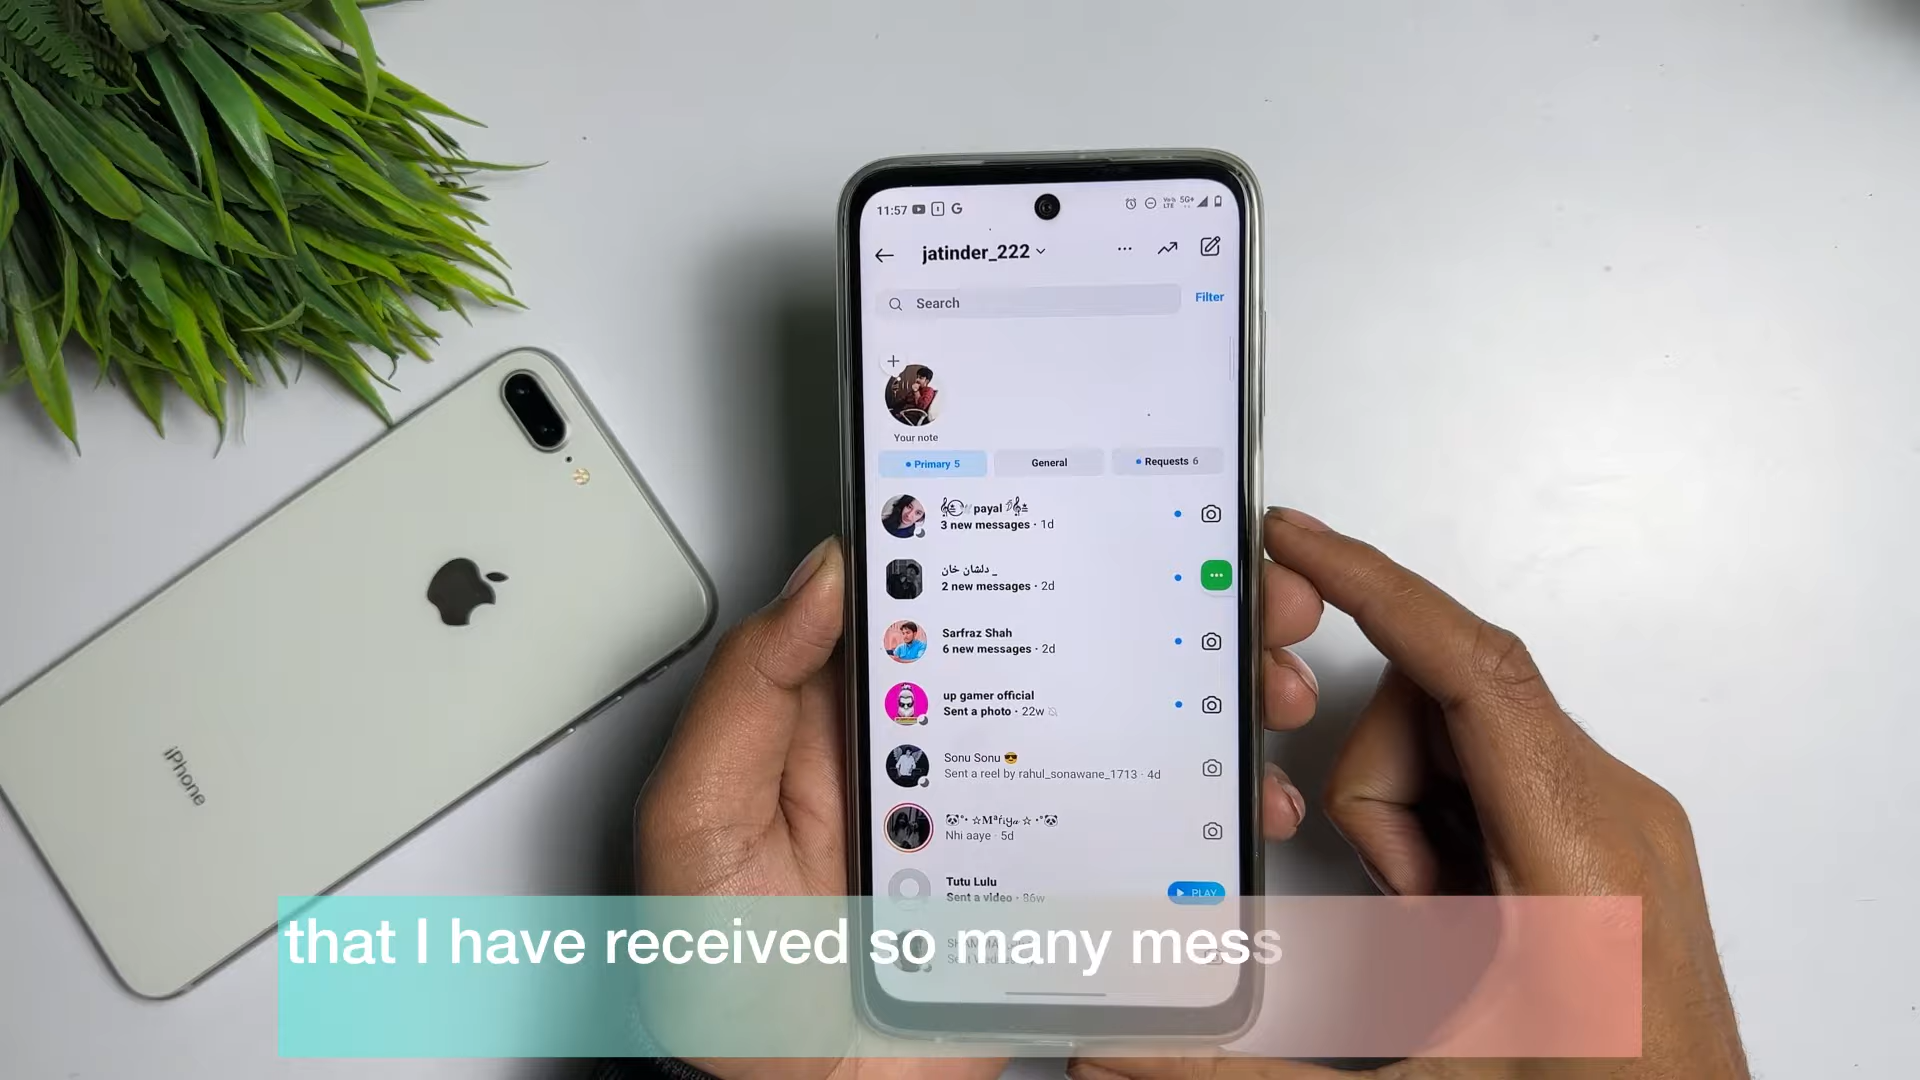 11:57
5G+
jatinder_222
Search
Filter
Your note
Primary 5
General
Requests 6
payal
3 new messages · 1d
دلشان خان _
2 new messages · 2d
Sarfraz Shah
6 new messages · 2d
up gamer official
Sent a photo · 22w
Sonu Sonu 😎
Sent a reel by rahul_sonawane_1713 · 4d
Nhi aaye · 5d
Tutu Lulu
Sent a video · 86w
PLAY
that I have received so many mess
iPhone